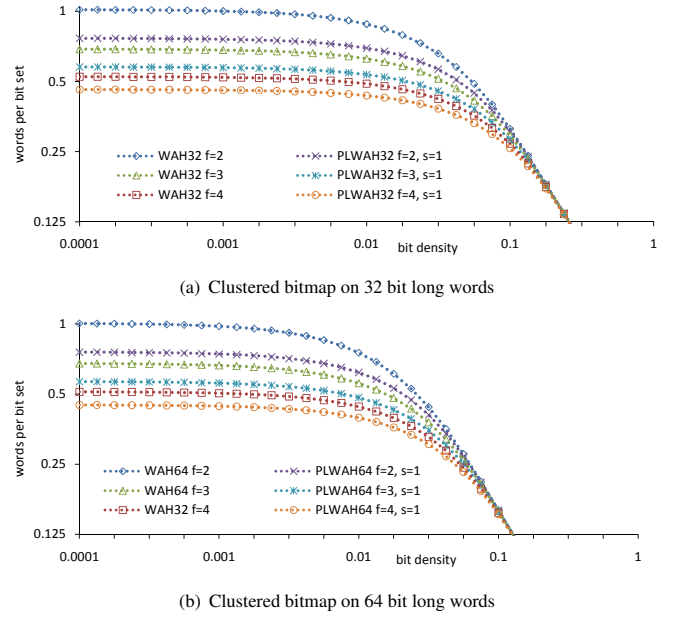 words per bit set
1
0.5
0.25
0.125
WAH32 f=2
PLWAH32 f=2, s=1
WAH32 f=3
PLWAH32 f=3, s=1
WAH32 f=4
PLWAH32 f=4, s=1
0.0001
0.001
0.01
0.1
1
bit density
(a) Clustered bitmap on 32 bit long words
words per bit set
1
0.5
0.25
0.125
WAH64 f=2
PLWAH64 f=2, s=1
WAH64 f=3
PLWAH64 f=3, s=1
WAH32 f=4
PLWAH64 f=4, s=1
0.0001
0.001
0.01
0.1
1
bit density
(b) Clustered bitmap on 64 bit long words